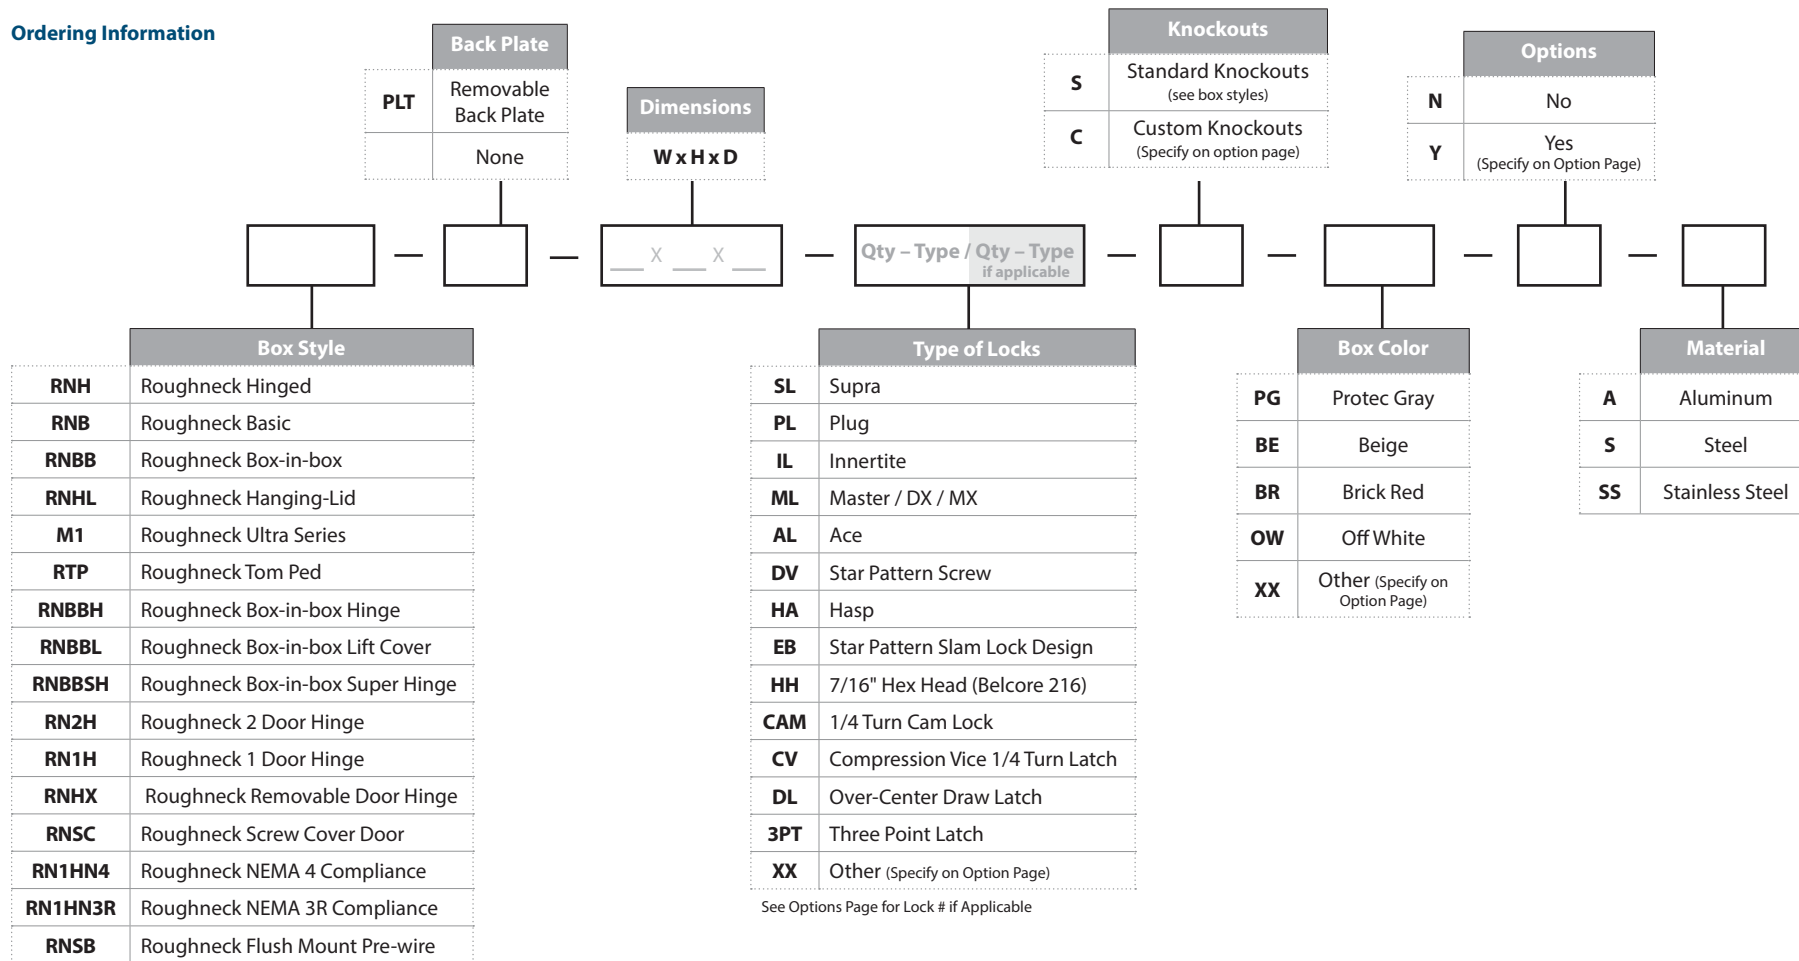 Ordering Information
Back Plate
PLT Removable
Back Plate
None
Dimensions
W x H x D
Knockouts
S Standard Knockouts
(see box styles)
C Custom Knockouts
(Specify on option page)
Options
N No
Y Yes
(Specify on Option Page)
— — ___ X ___ X ___ — Qty – Type / Qty – Type — — — —
if applicable
Box Style
RNH Roughneck Hinged
RNB Roughneck Basic
RNBB Roughneck Box-in-box
RNHL Roughneck Hanging-Lid
M1 Roughneck Ultra Series
RTP Roughneck Tom Ped
RNBBH Roughneck Box-in-box Hinge
RNBBL Roughneck Box-in-box Lift Cover
RNBBSH Roughneck Box-in-box Super Hinge
RN2H Roughneck 2 Door Hinge
RN1H Roughneck 1 Door Hinge
RNHX Roughneck Removable Door Hinge
RNSC Roughneck Screw Cover Door
RN1HN4 Roughneck NEMA 4 Compliance
RN1HN3R Roughneck NEMA 3R Compliance
RNSB Roughneck Flush Mount Pre-wire
Type of Locks
SL Supra
PL Plug
IL Innertite
ML Master / DX / MX
AL Ace
DV Star Pattern Screw
HA Hasp
EB Star Pattern Slam Lock Design
HH 7/16" Hex Head (Belcore 216)
CAM 1/4 Turn Cam Lock
CV Compression Vice 1/4 Turn Latch
DL Over-Center Draw Latch
3PT Three Point Latch
XX Other (Specify on Option Page)
See Options Page for Lock # if Applicable
Box Color
PG Protec Gray
BE Beige
BR Brick Red
OW Off White
XX Other (Specify on
Option Page)
Material
A Aluminum
S Steel
SS Stainless Steel